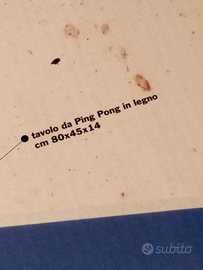 tavolo da Ping Pong in legno
cm 80x45x14
subito